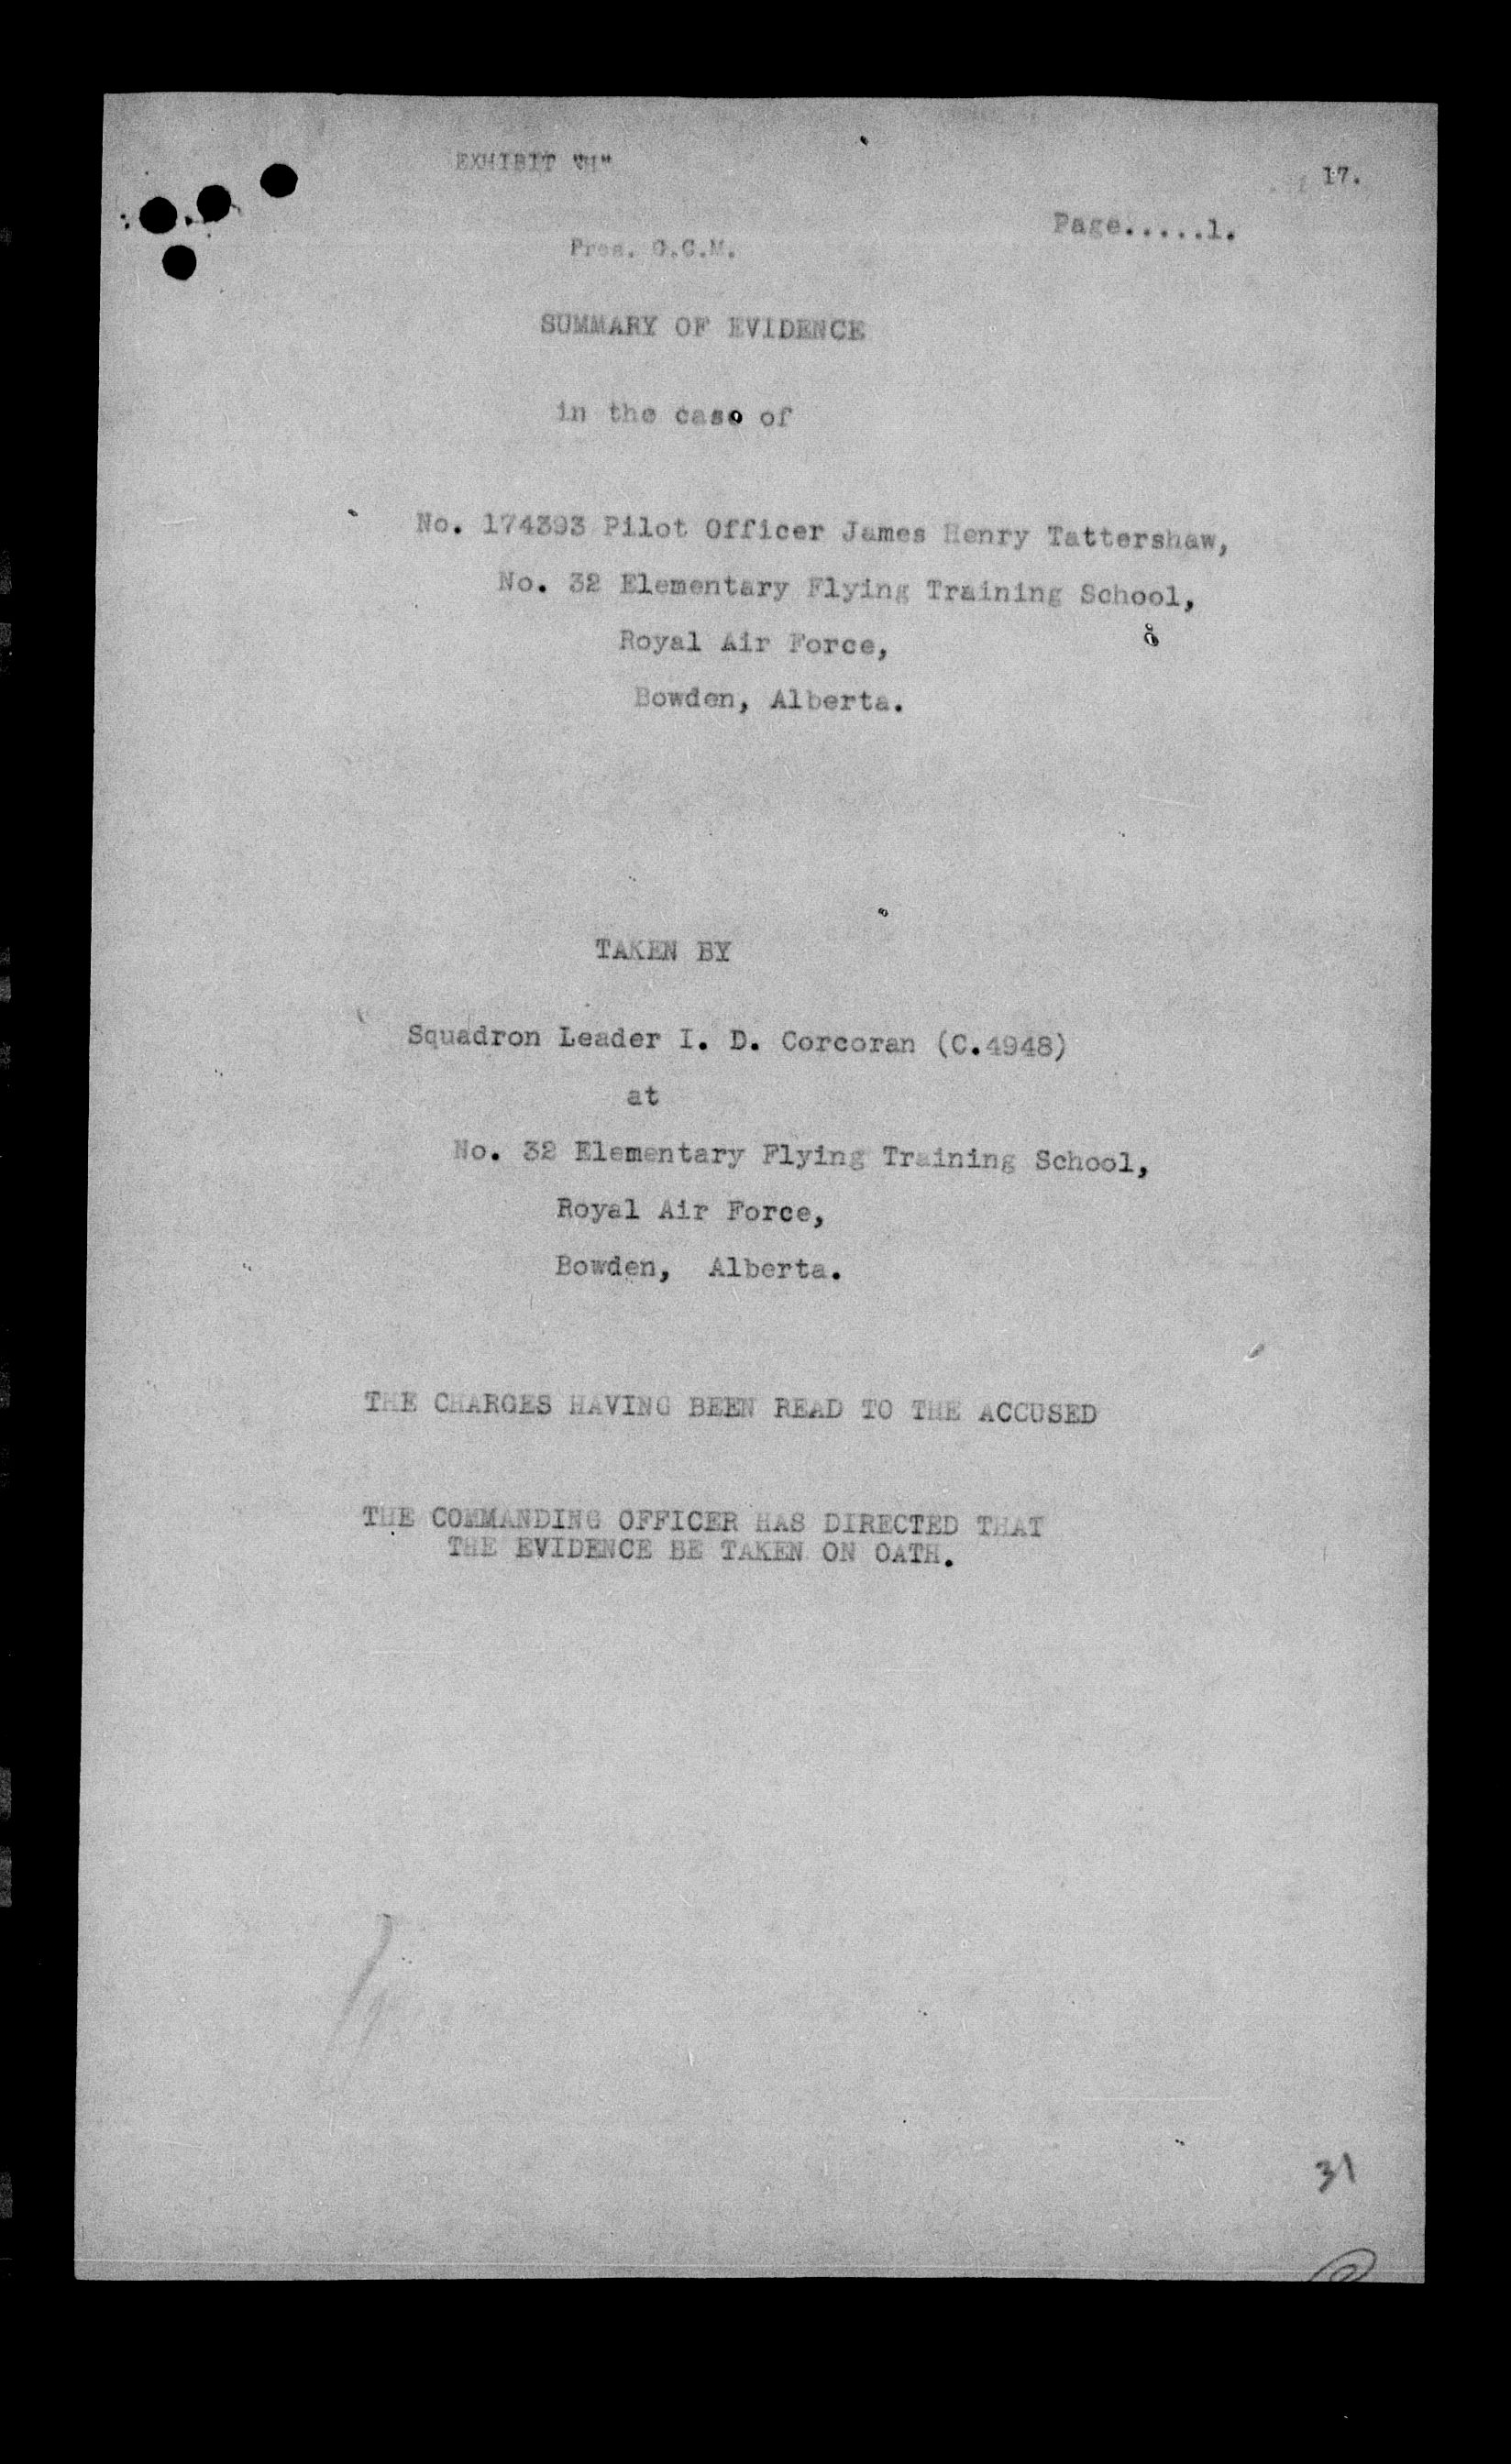 EXHIBIT "H"
17.
Page.....1.
Pres. G.C.M.
SUMMARY OF EVIDENCE
in the case of
No. 174393 Pilot Officer James Henry Tattershaw,
No. 32 Elementary Flying Training School,
Royal Air Force,
Bowden, Alberta.
TAKEN BY
Squadron Leader I. D. Corcoran (C.4948)
at
No. 32 Elementary Flying Training School,
Royal Air Force,
Bowden, Alberta.
THE CHARGES HAVING BEEN READ TO THE ACCUSED
THE COMMANDING OFFICER HAS DIRECTED THAT
THE EVIDENCE BE TAKEN ON OATH.
31